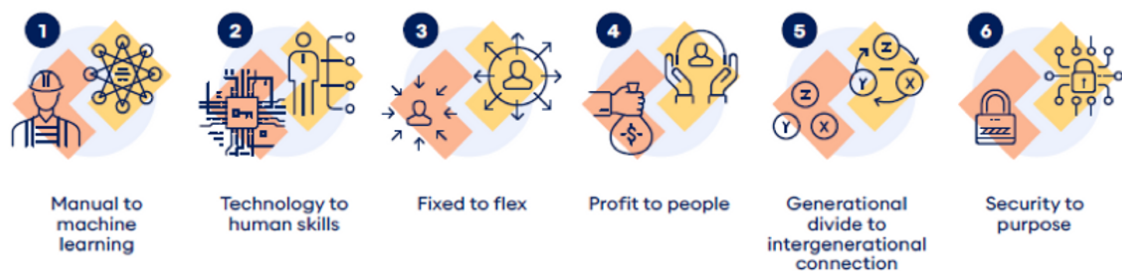 1
2
3
4
5
6
Z
Y
X
Z
Y
X
$
Manual to
machine
learning
Technology to
human skills
Fixed to flex
Profit to people
Generational
divide to
intergenerational
connection
Security to
purpose